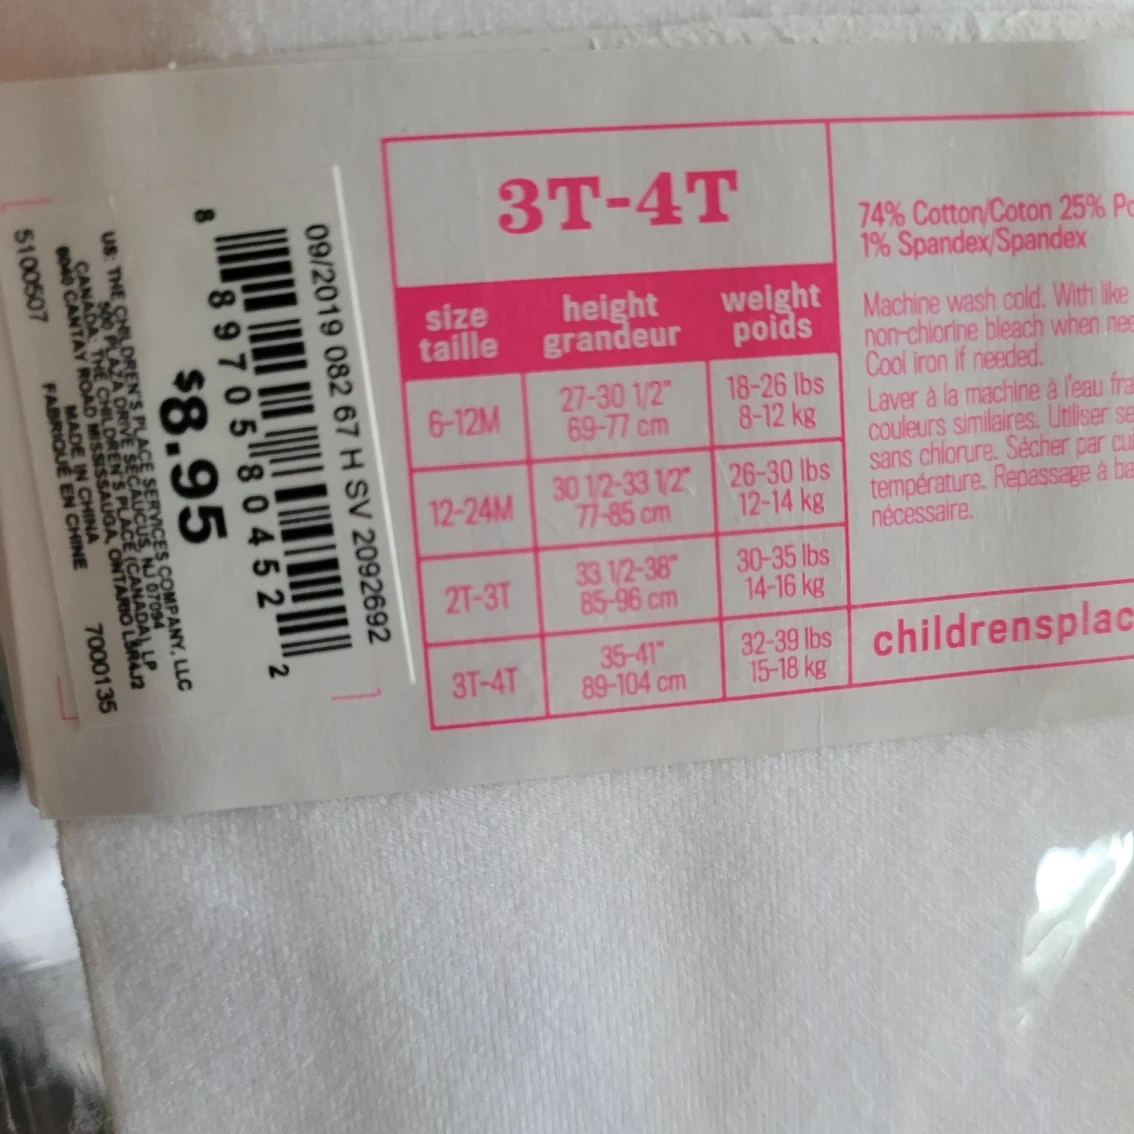 3T-4T
size
taille
height
grandeur
weight
poids
6-12M
27-30 1/2"
69-77 cm
18-26 lbs
8-12 kg
12-24M
30 1/2-33 1/2"
77-85 cm
26-30 lbs
12-14 kg
2T-3T
33 1/2-38"
85-96 cm
30-35 lbs
14-16 kg
3T-4T
35-41"
89-104 cm
32-39 lbs
15-18 kg
74% Cotton/Coton 25% Po
1% Spandex/Spandex
Machine wash cold. With like
non-chlorine bleach when nee
Cool iron if needed.
Laver à la machine à l'eau fra
couleurs similaires. Utiliser se
sans chlorure. Sécher par cu
température. Repassage à ba
nécessaire.
childrensplac
09/2019 082 67 H SV 2092692
8 89705 80452 2
$8.95
US: THE CHILDREN'S PLACE SERVICES COMPANY, LLC
500 PLAZA DRIVE SECAUCUS, NJ 07094
CANADA: THE CHILDREN'S PLACE (CANADA), LP
6040 CANTAY ROAD MISSISSAUGA, ONTARIO
MADE IN CHINA
FABRIQUÉ EN CHINE
5100507
7000135